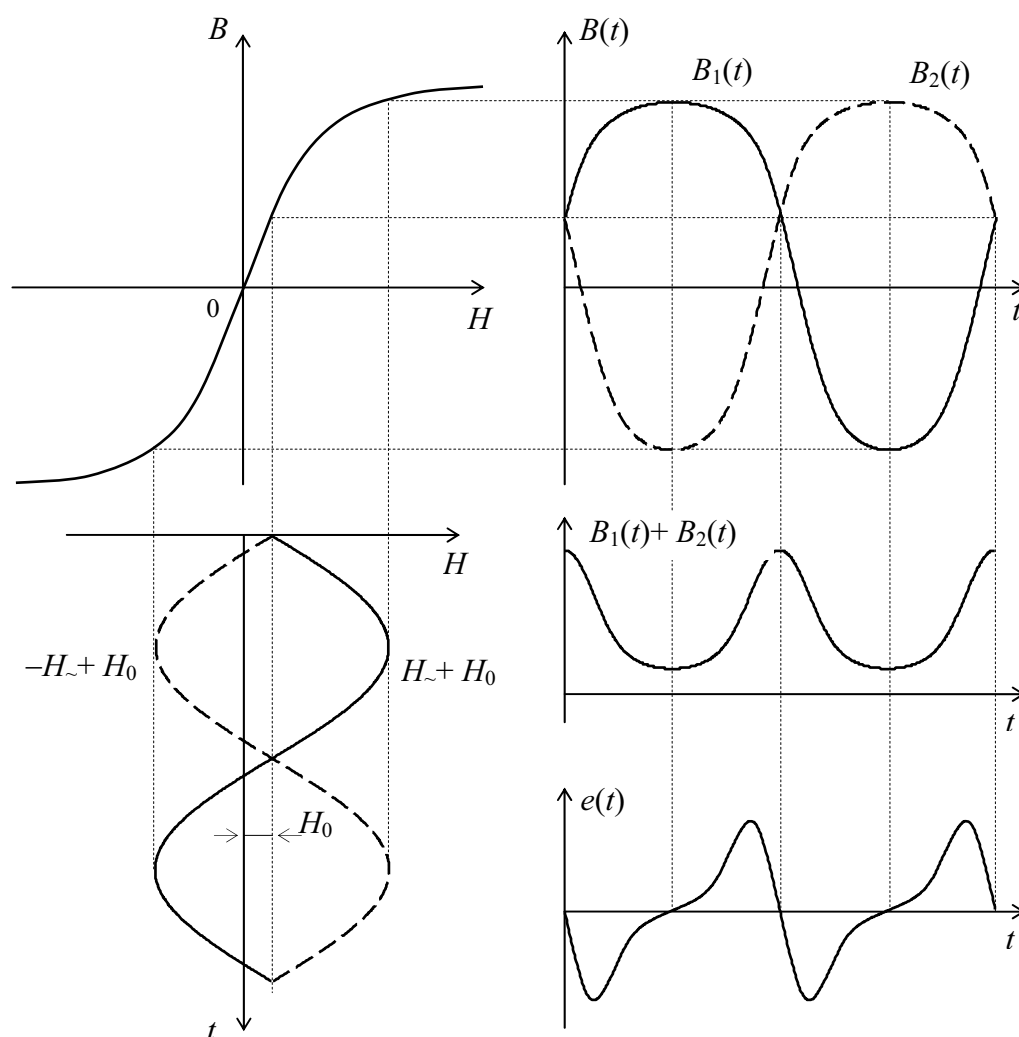 B
B(t)
B₁(t)
B₂(t)
0
H
t
B₁(t)+ B₂(t)
H
–H~+ H₀
H~+ H₀
t
H₀
e(t)
t
t